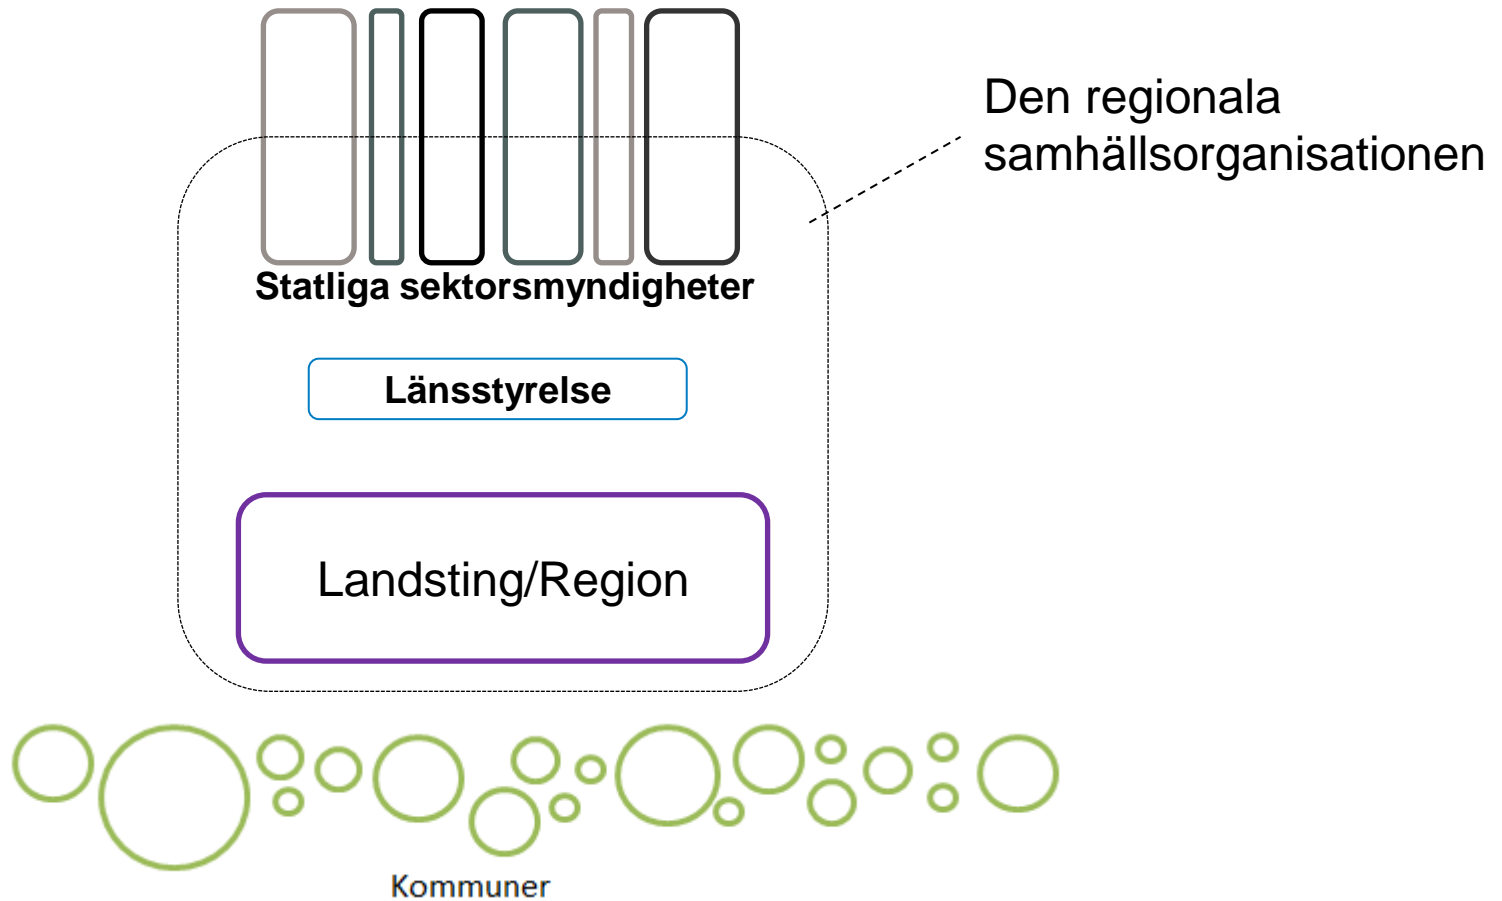 Den regionala
samhällsorganisationen
Statliga sektorsmyndigheter
Länsstyrelse
Landsting/Region
Kommuner